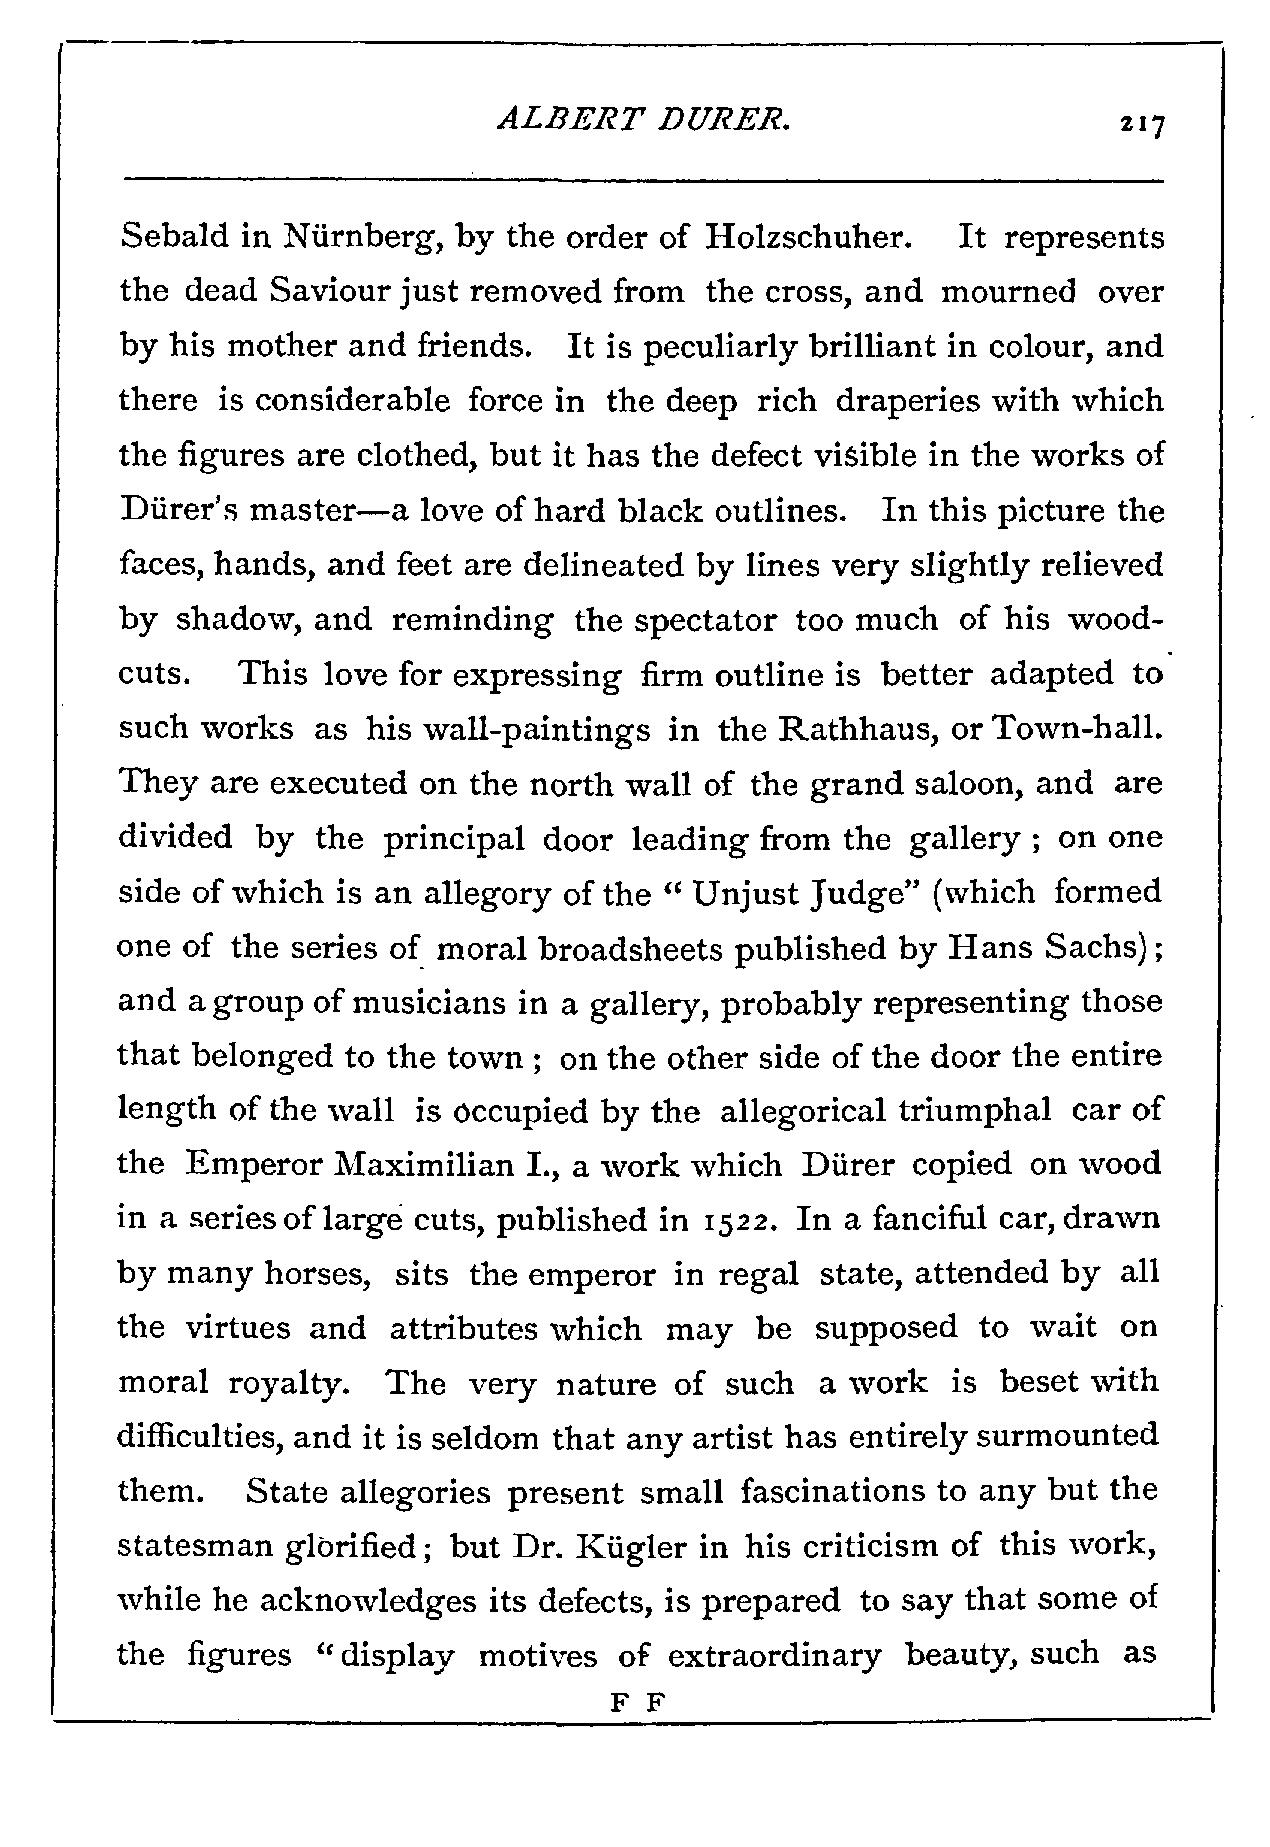 ALBERT DURER. 217
Sebald in Nürnberg, by the order of Holzschuher. It represents
the dead Saviour just removed from the cross, and mourned over
by his mother and friends. It is peculiarly brilliant in colour, and
there is considerable force in the deep rich draperies with which
the figures are clothed, but it has the defect visible in the works of
Dürer's master—a love of hard black outlines. In this picture the
faces, hands, and feet are delineated by lines very slightly relieved
by shadow, and reminding the spectator too much of his wood-
cuts. This love for expressing firm outline is better adapted to
such works as his wall-paintings in the Rathhaus, or Town-hall.
They are executed on the north wall of the grand saloon, and are
divided by the principal door leading from the gallery ; on one
side of which is an allegory of the “ Unjust Judge” (which formed
one of the series of moral broadsheets published by Hans Sachs) ;
and a group of musicians in a gallery, probably representing those
that belonged to the town ; on the other side of the door the entire
length of the wall is occupied by the allegorical triumphal car of
the Emperor Maximilian I., a work which Dürer copied on wood
in a series of large cuts, published in 1522. In a fanciful car, drawn
by many horses, sits the emperor in regal state, attended by all
the virtues and attributes which may be supposed to wait on
moral royalty. The very nature of such a work is beset with
difficulties, and it is seldom that any artist has entirely surmounted
them. State allegories present small fascinations to any but the
statesman glorified ; but Dr. Kügler in his criticism of this work,
while he acknowledges its defects, is prepared to say that some of
the figures “ display motives of extraordinary beauty, such as
F F